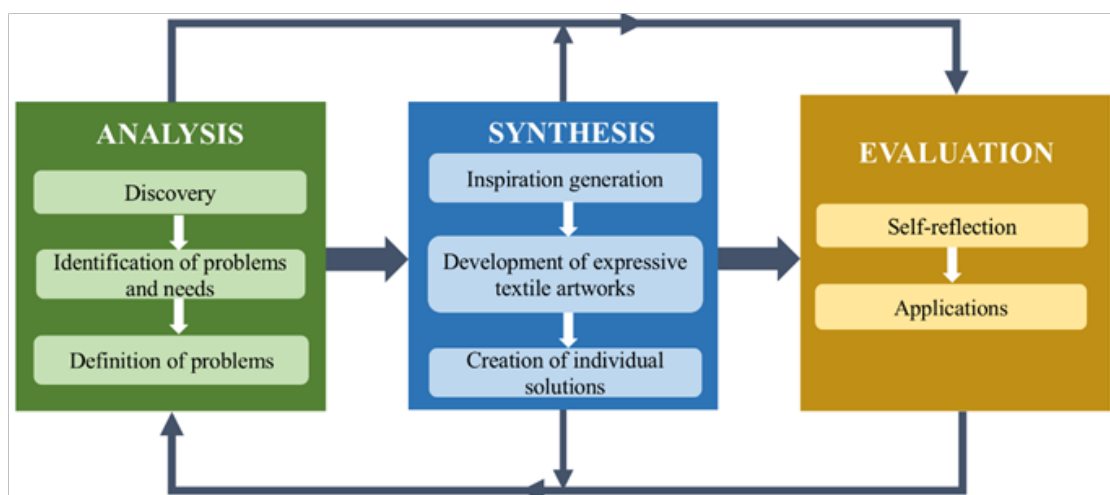 ANALYSIS
Discovery
Identification of problems
and needs
Definition of problems
SYNTHESIS
Inspiration generation
Development of expressive
textile artworks
Creation of individual
solutions
EVALUATION
Self-reflection
Applications